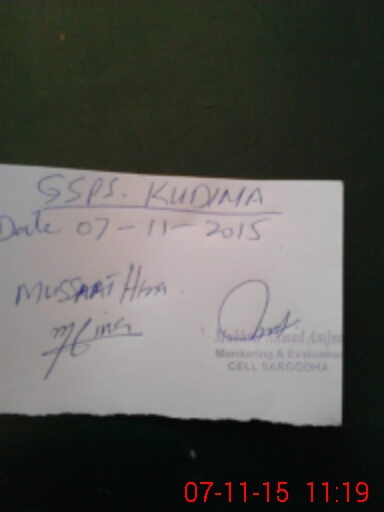 GSPS. KUDIMA
Date 07-11-2015
MUSSARAT Hina
Monitoring & Evaluation
CELL SARGODHA
07-11-15 11:19